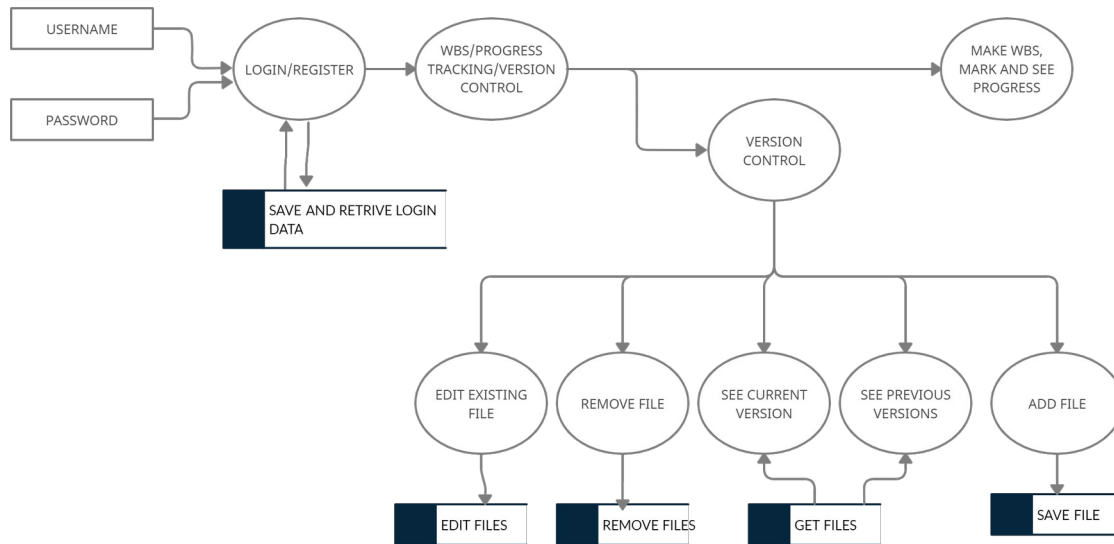 USERNAME
PASSWORD
LOGIN/REGISTER
WBS/PROGRESS
TRACKING/VERSION
CONTROL
MAKE WBS,
MARK AND SEE
PROGRESS
VERSION
CONTROL
SAVE AND RETRIVE LOGIN
DATA
EDIT EXISTING
FILE
REMOVE FILE
SEE CURRENT
VERSION
SEE PREVIOUS
VERSIONS
ADD FILE
EDIT FILES
REMOVE FILES
GET FILES
SAVE FILE